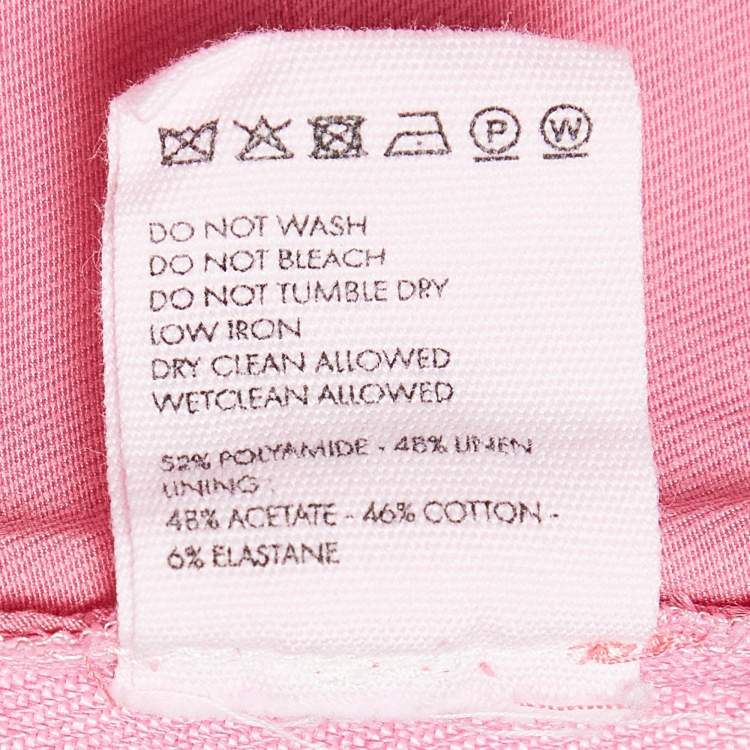 P W
DO NOT WASH
DO NOT BLEACH
DO NOT TUMBLE DRY
LOW IRON
DRY CLEAN ALLOWED
WETCLEAN ALLOWED
52% POLYAMIDE - 48% LINEN
LINING :
48% ACETATE - 46% COTTON -
6% ELASTANE